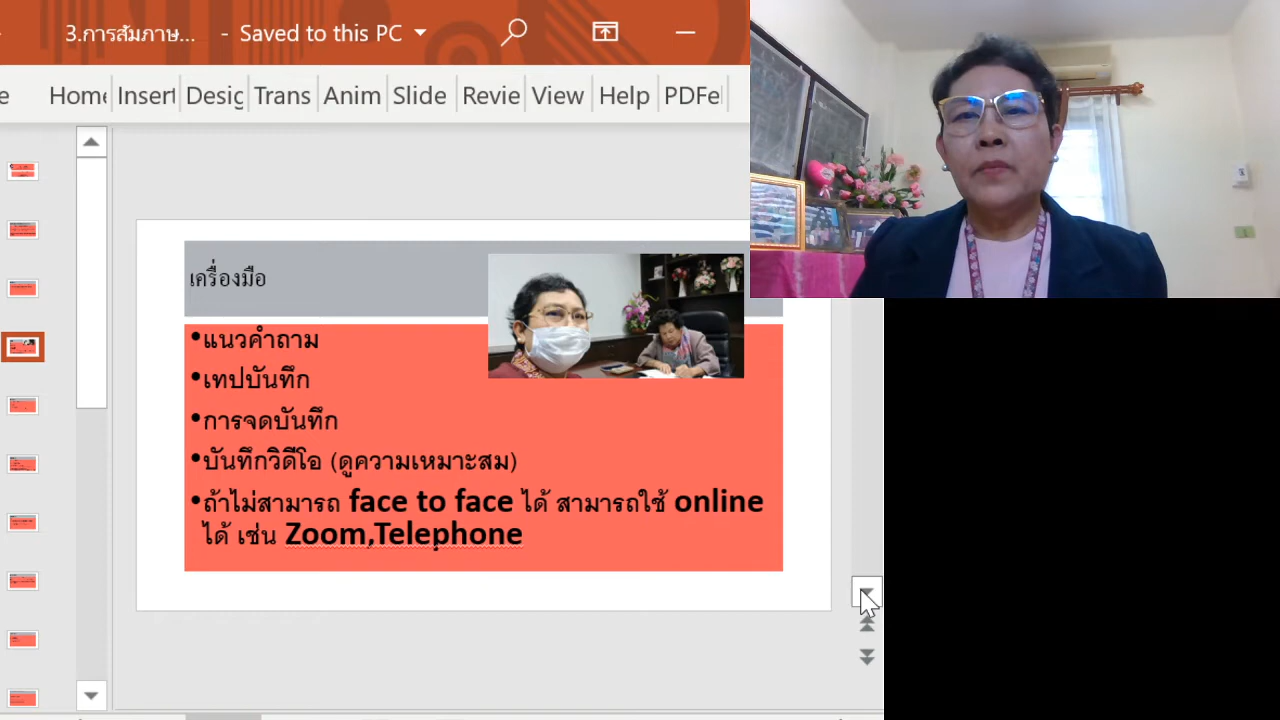 3.การสัมภาษ... - Saved to this PC
Home Insert Desig Trans Anim Slide Revie View Help PDFe
เครื่องมือ
•แนวคำถาม
•เทปบันทึก
•การจดบันทึก
•บันทึกวิดีโอ (ดูความเหมาะสม)
•ถ้าไม่สามารถ face to face ได้ สามารถใช้ online
ได้ เช่น Zoom,Telephone